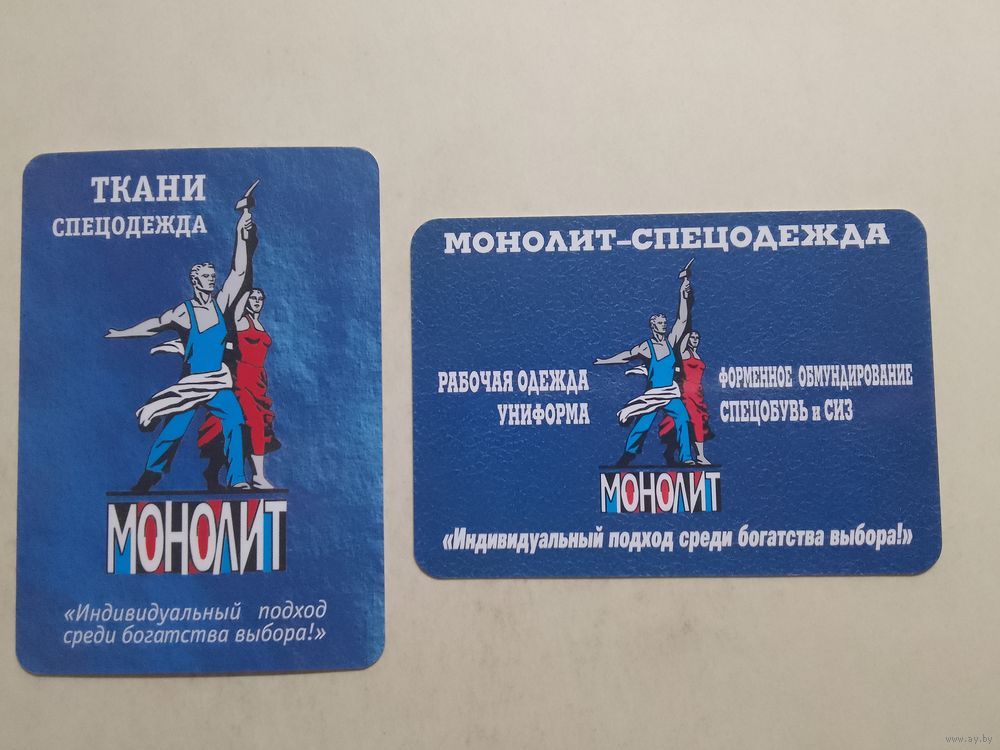 ТКАНИ
СПЕЦОДЕЖДА
МОНОЛИТ
«Индивидуальный подход
среди богатства выбора!»
МОНОЛИТ-СПЕЦОДЕЖДА
РАБОЧАЯ ОДЕЖДА
УНИФОРМА
ФОРМЕННОЕ ОБМУНДИРОВАНИЕ
СПЕЦОБУВЬ и СИЗ
МОНОЛИТ
«Индивидуальный подход среди богатства выбора!»
www.ay.by